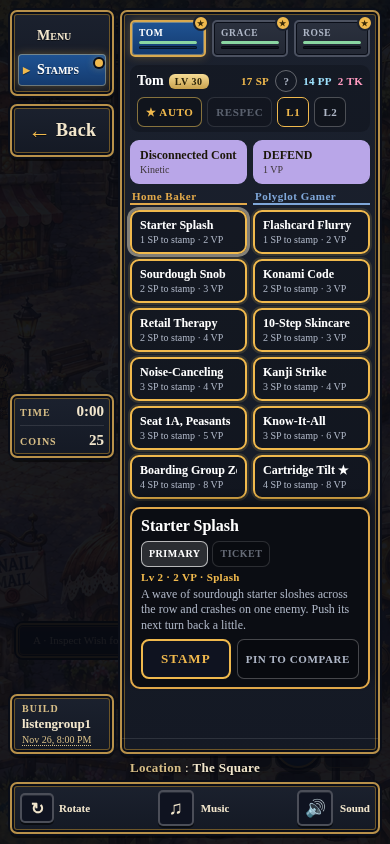 Menu
▶ Stamps
← Back
TIME 0:00
COINS 25
BUILD
listengroup1
Nov 26, 8:00 PM
TOM ★
GRACE ★
ROSE ★
Tom LV 30 17 SP ? 14 PP 2 TK
★ AUTO RESPEC L1 L2
Disconnected Cont
Kinetic
DEFEND
1 VP
Home Baker
Polyglot Gamer
Starter Splash
1 SP to stamp · 2 VP
Flashcard Flurry
1 SP to stamp · 2 VP
Sourdough Snob
2 SP to stamp · 3 VP
Konami Code
2 SP to stamp · 3 VP
Retail Therapy
2 SP to stamp · 4 VP
10-Step Skincare
2 SP to stamp · 3 VP
Noise-Canceling
3 SP to stamp · 4 VP
Kanji Strike
3 SP to stamp · 4 VP
Seat 1A, Peasants
3 SP to stamp · 5 VP
Know-It-All
3 SP to stamp · 6 VP
Boarding Group Z
4 SP to stamp · 8 VP
Cartridge Tilt ★
4 SP to stamp · 8 VP
Starter Splash
PRIMARY TICKET
Lv 2 · 2 VP · Splash
A wave of sourdough starter sloshes across
the row and crashes on one enemy. Push its
next turn back a little.
STAMP PIN TO COMPARE
NAIL
MAIL
A · Inspect Wish In
Location : The Square
Rotate Music Sound